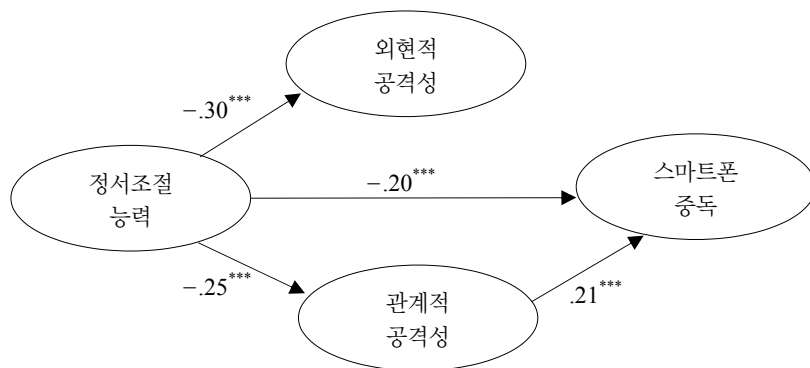 외현적
공격성
−.30***
정서조절
능력
−.20***
스마트폰
중독
−.25***
관계적
공격성
.21***